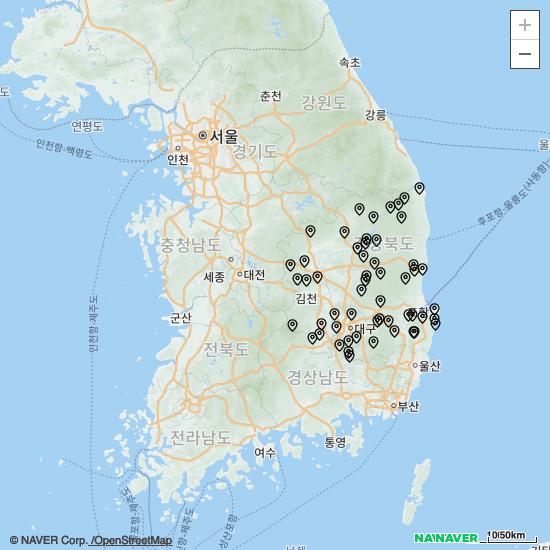 속초
춘천
강원도
강릉
도
연평도
서울
인천
경기도
울
인천항-백령도
후포항-울릉도(사동항)
충청남도
경상북도
세종
대전
김천
인천항-제주도
군산
대구
전북도
경상남도
울산
부산
전라남도
통영
여수
© NAVER Corp. /OpenStreetMap
NAVER
10/50km